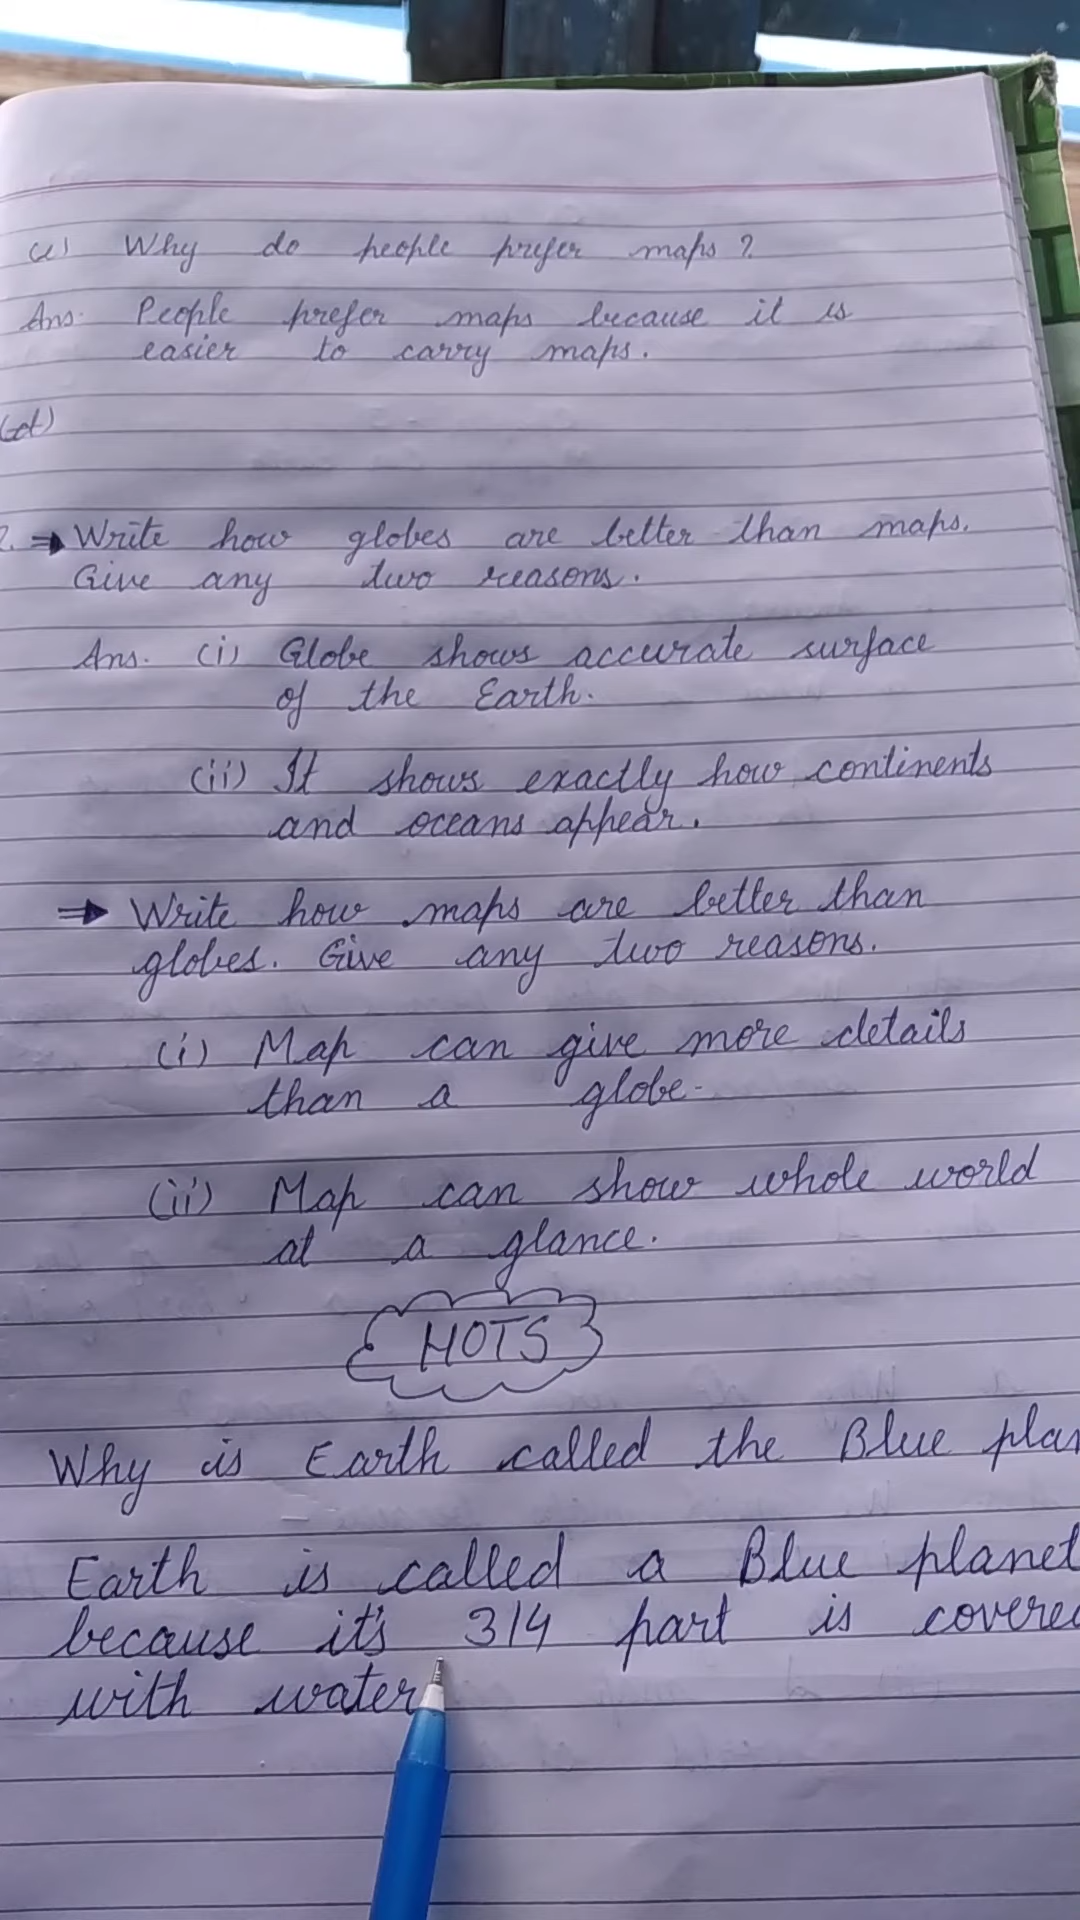 (c) Why do people prefer maps?
Ans. People prefer maps because it is
easier to carry maps.
(d)
2. ⇒ Write how globes are better than maps.
Give any two reasons.
Ans. (i) Globe shows accurate surface
of the Earth.
(ii) It shows exactly how continents
and oceans appear.
⇒ Write how maps are better than
globes. Give any two reasons.
(i) Map can give more details
than a globe.
(ii) Map can show whole world
at a glance.
HOTS
Why is Earth called the Blue plan
Earth is called a Blue planet
because it's 3/4 part is covered
with water